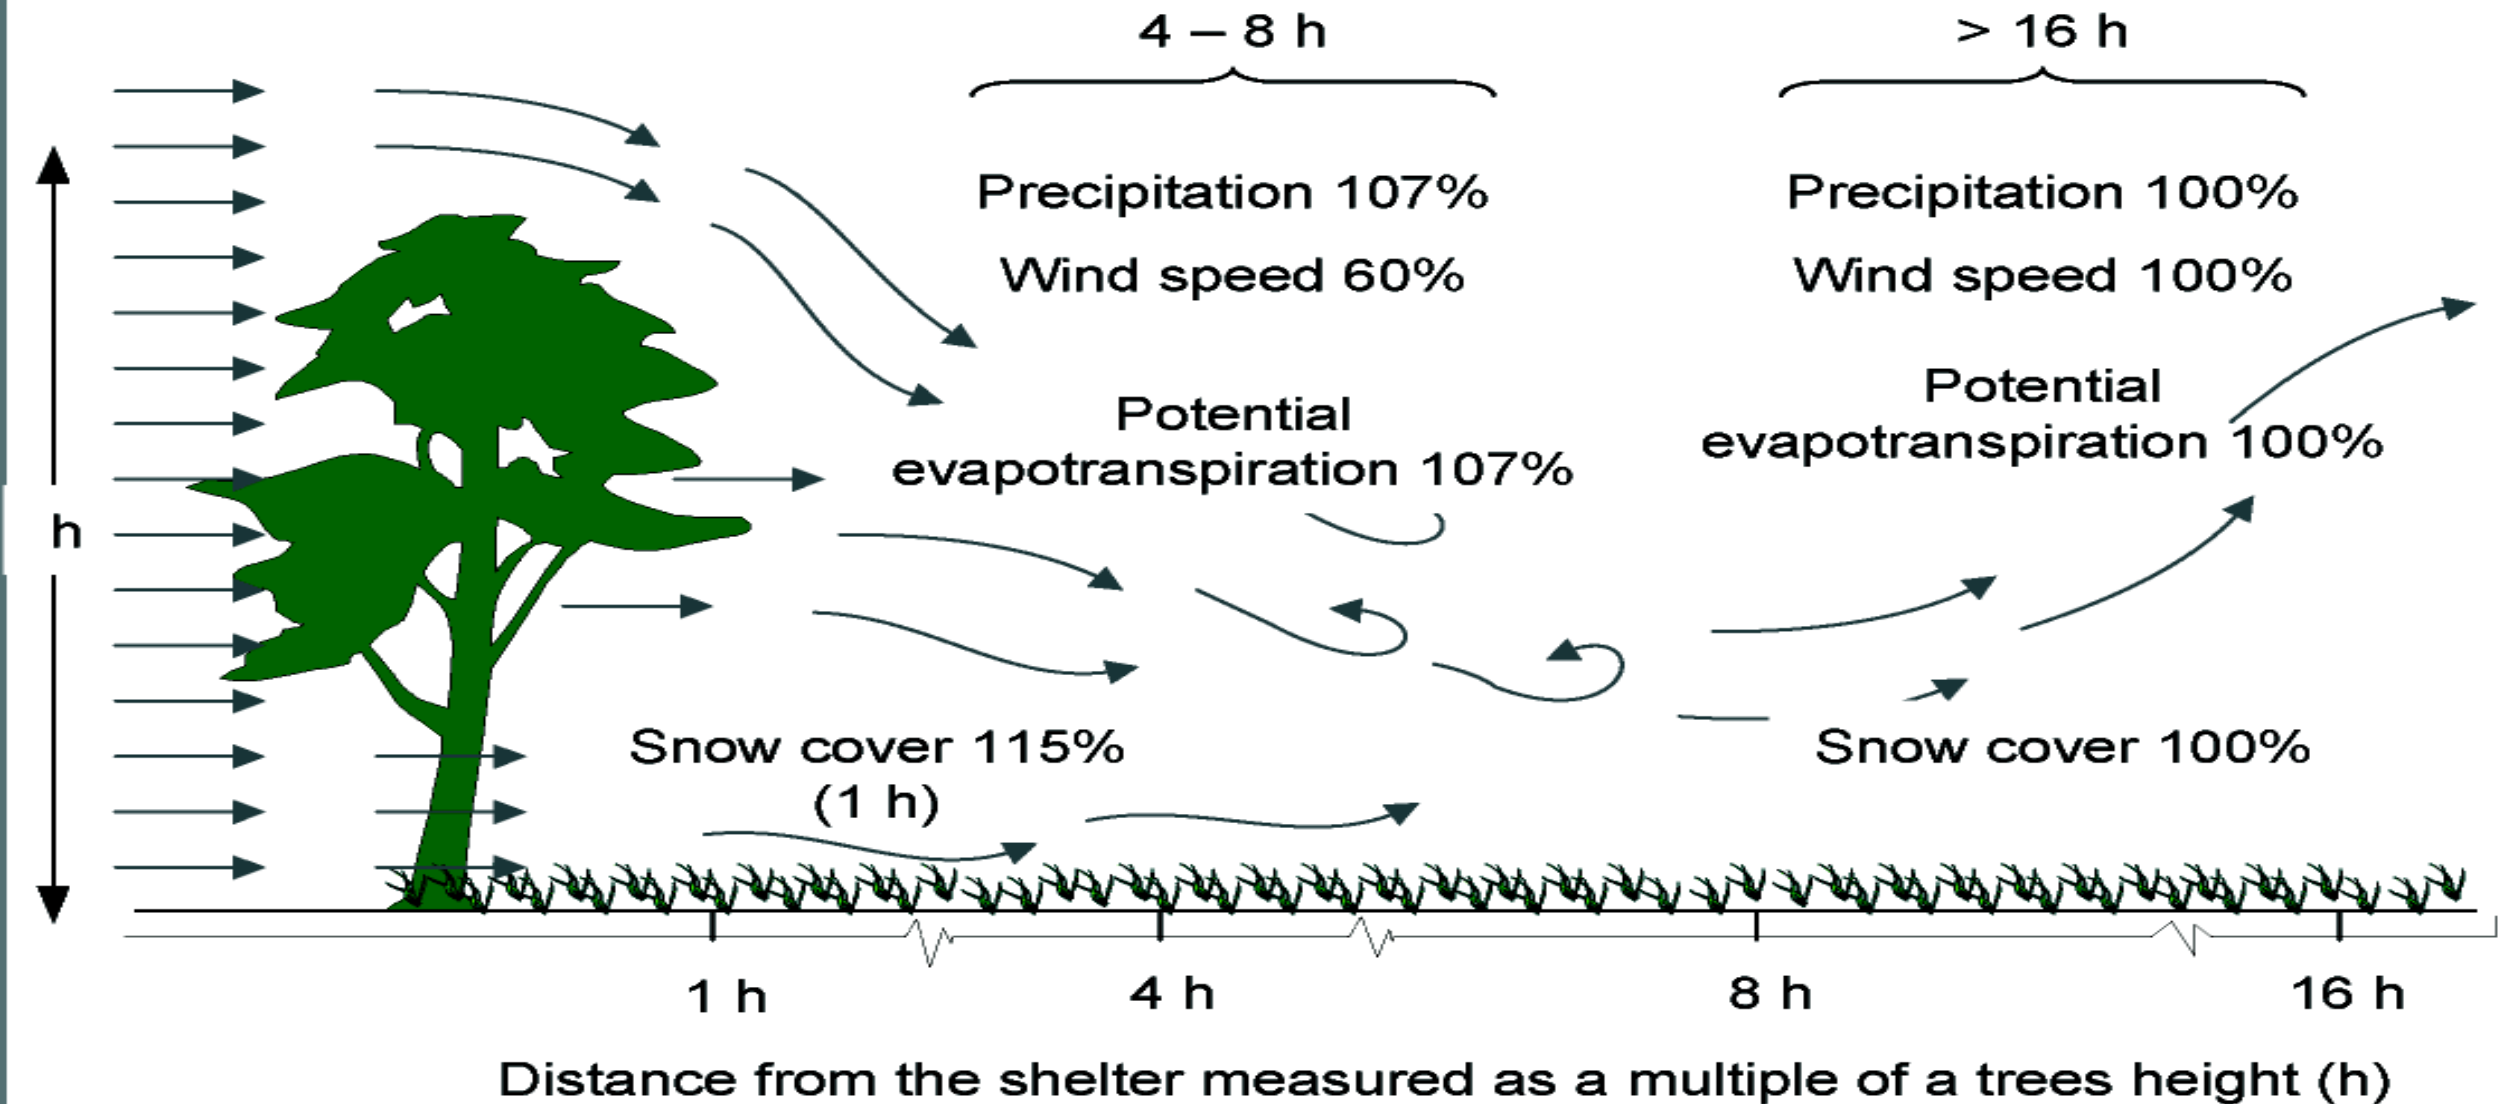 4 – 8 h
> 16 h
Precipitation 107%
Precipitation 100%
Wind speed 60%
Wind speed 100%
Potential
evapotranspiration 107%
Potential
evapotranspiration 100%
h
Snow cover 115%
(1 h)
Snow cover 100%
1 h
4 h
8 h
16 h
Distance from the shelter measured as a multiple of a trees height (h)